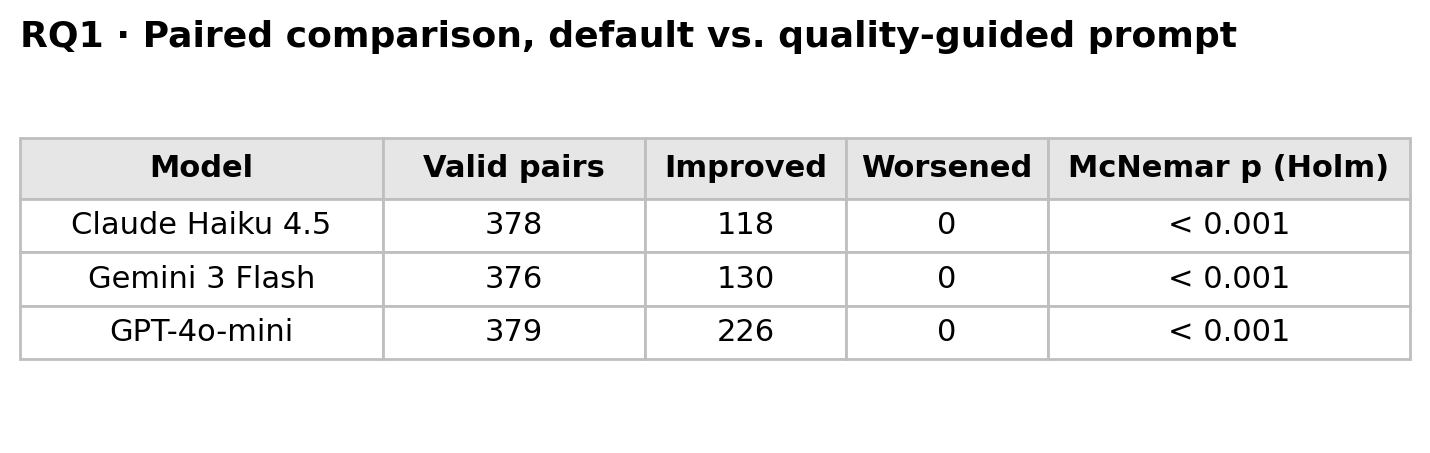 RQ1 · Paired comparison, default vs. quality-guided prompt
Model Valid pairs Improved Worsened McNemar p (Holm)
Claude Haiku 4.5 378 118 0 < 0.001
Gemini 3 Flash 376 130 0 < 0.001
GPT-4o-mini 379 226 0 < 0.001